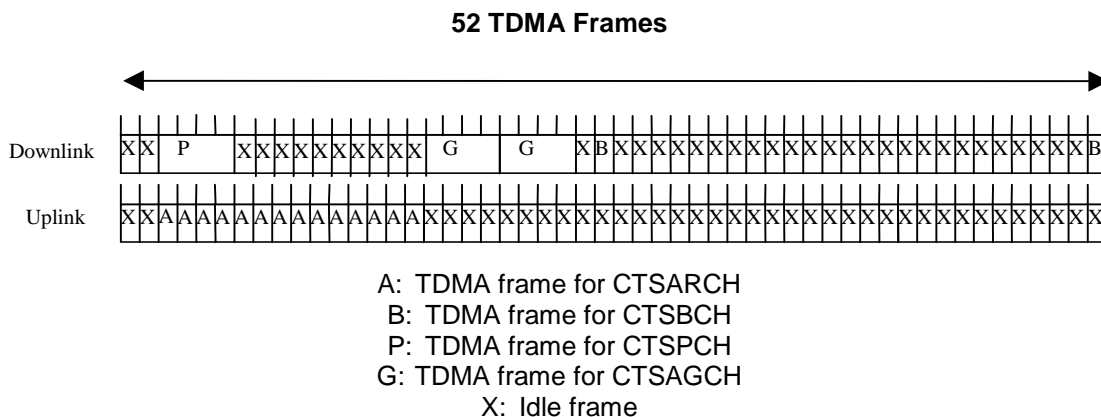 52 TDMA Frames
Downlink X X P X X X X X X X X X X G G X B X X X X X X X X X X X X X X X X X X X X X X X X X B
Uplink X X A A A A A A A A A A A A A A X X X X X X X X X X X X X X X X X X X X X X X X X X X X X X X X X X X X
A: TDMA frame for CTSARCH
B: TDMA frame for CTSBCH
P: TDMA frame for CTSPCH
G: TDMA frame for CTSAGCH
X: Idle frame